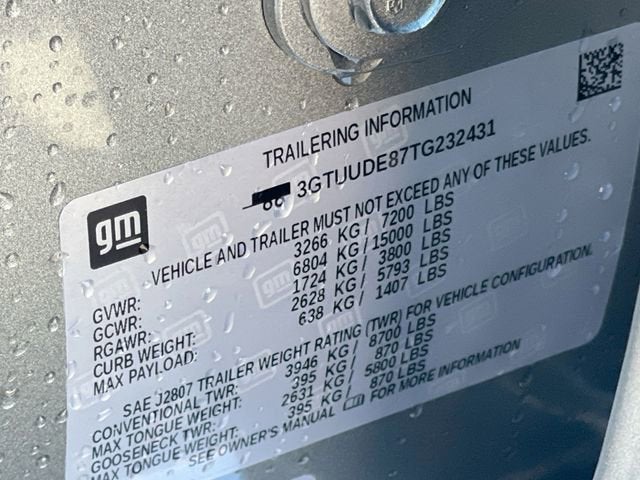 TRAILERING INFORMATION
3GTUUDE87TG232431
gm
VEHICLE AND TRAILER MUST NOT EXCEED ANY OF THESE VALUES.
GVWR: 3266 KG / 7200 LBS
GCWR: 6804 KG/15000 LBS
RGAWR: 1724 KG / 3800 LBS
CURB WEIGHT: 2628 KG/ 5793 LBS
MAX PAYLOAD: 638 KG/ 1407 LBS
SAE J2807 TRAILER WEIGHT RATING (TWR) FOR VEHICLE CONFIGURATION.
CONVENTIONAL TWR: 3946 KG / 8700 LBS
MAX TONGUE WEIGHT: 395 KG/ 870 LBS
GOOSENECK TWR: 2631 KG/ 5800 LBS
MAX TONGUE WEIGHT: 395 KG/ 870 LBS
SEE OWNER'S MANUAL FOR MORE INFORMATION